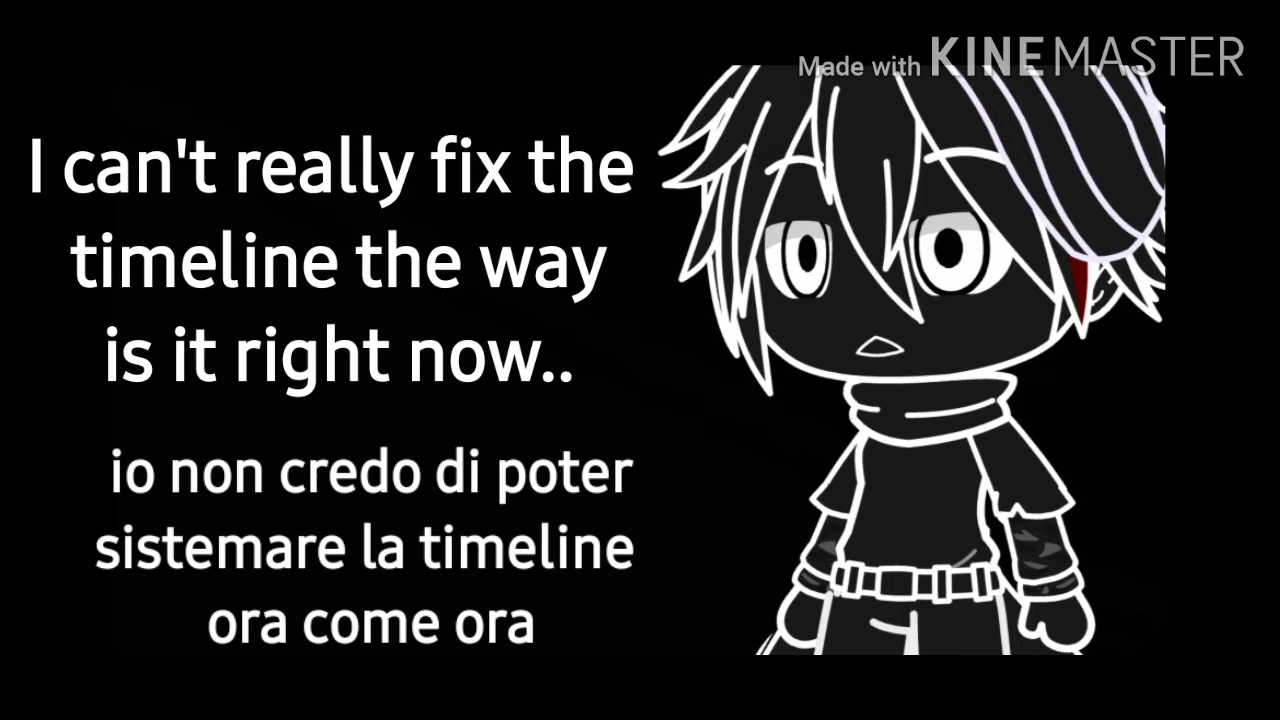 Made with KINEMASTER
I can't really fix the
timeline the way
is it right now..
io non credo di poter
sistemare la timeline
ora come ora